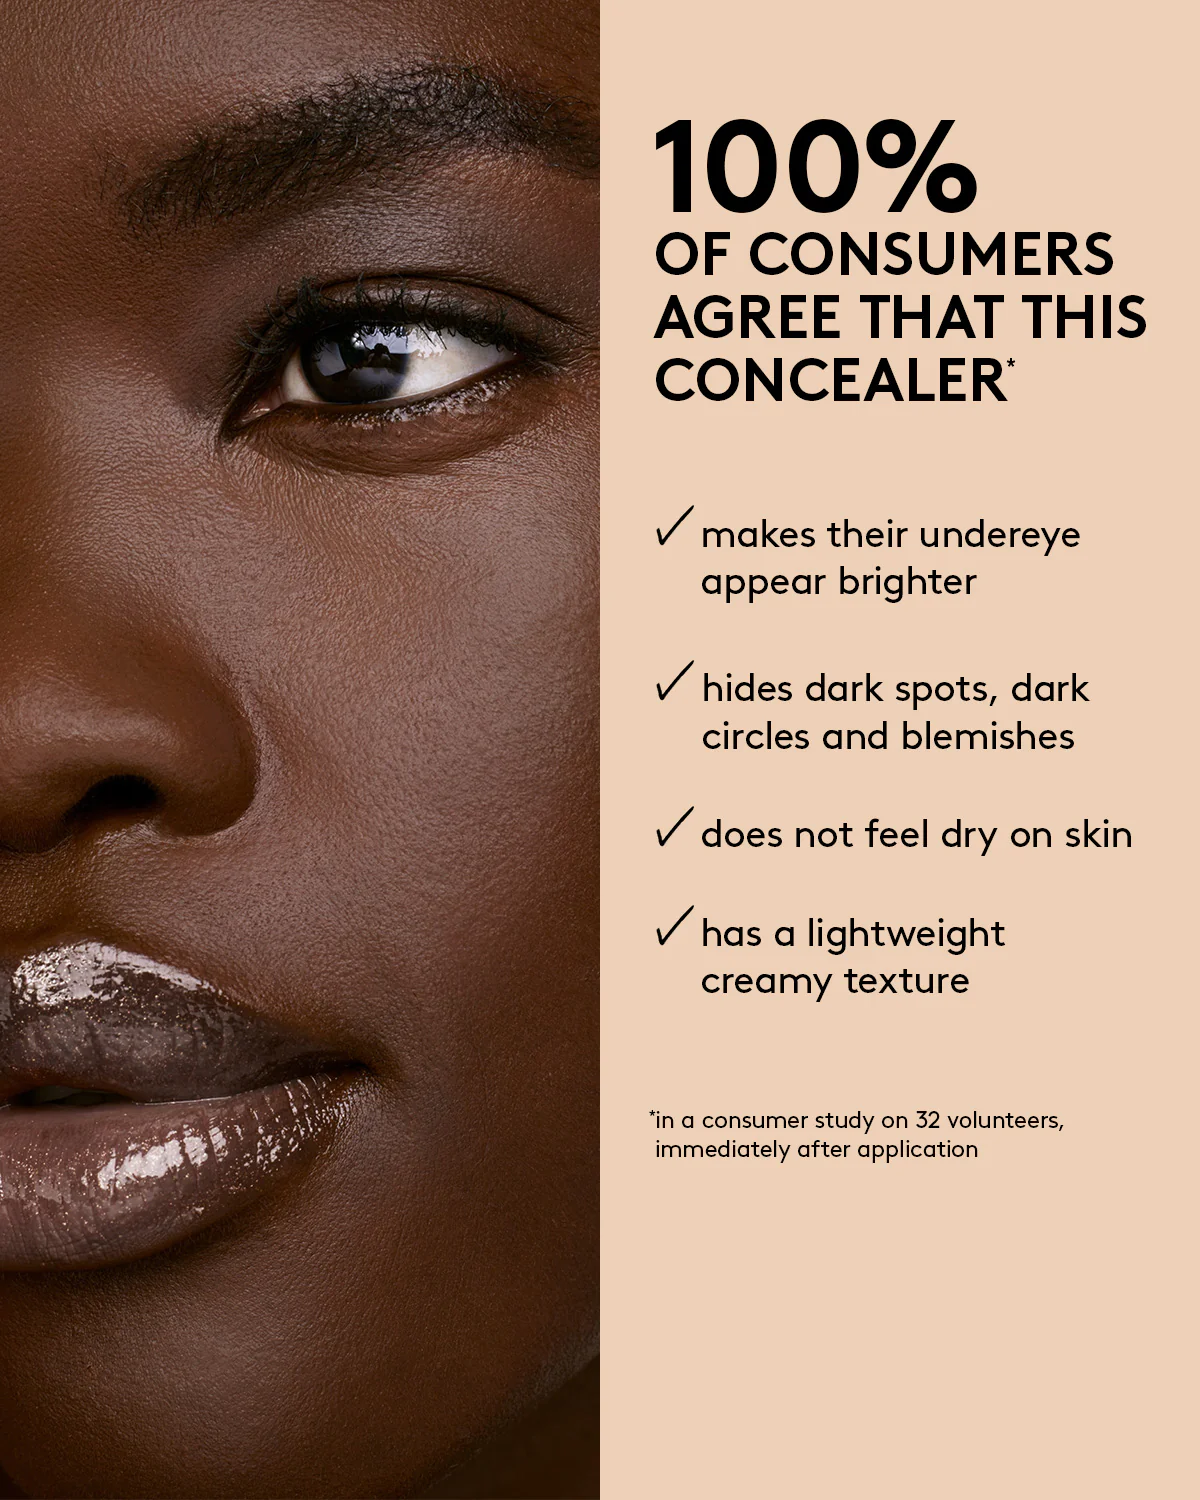 100%
OF CONSUMERS
AGREE THAT THIS
CONCEALER*
✓ makes their undereye
appear brighter
✓ hides dark spots, dark
circles and blemishes
✓ does not feel dry on skin
✓ has a lightweight
creamy texture
*in a consumer study on 32 volunteers,
immediately after application